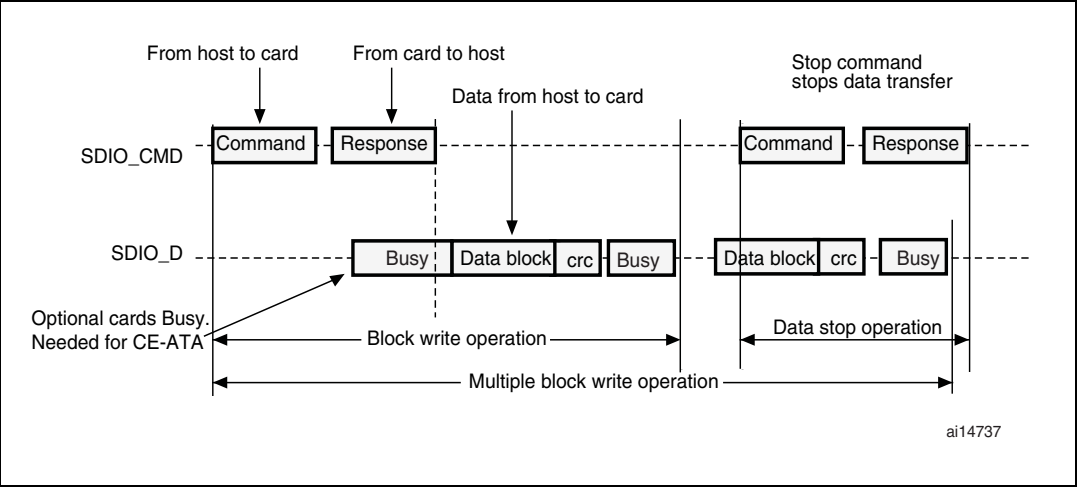 From host to card
From card to host
Stop command
stops data transfer
Data from host to card
SDIO_CMD
Command
Response
Command
Response
SDIO_D
Busy
Data block
crc
Busy
Data block
crc
Busy
Optional cards Busy.
Needed for CE-ATA
Block write operation
Data stop operation
Multiple block write operation
ai14737